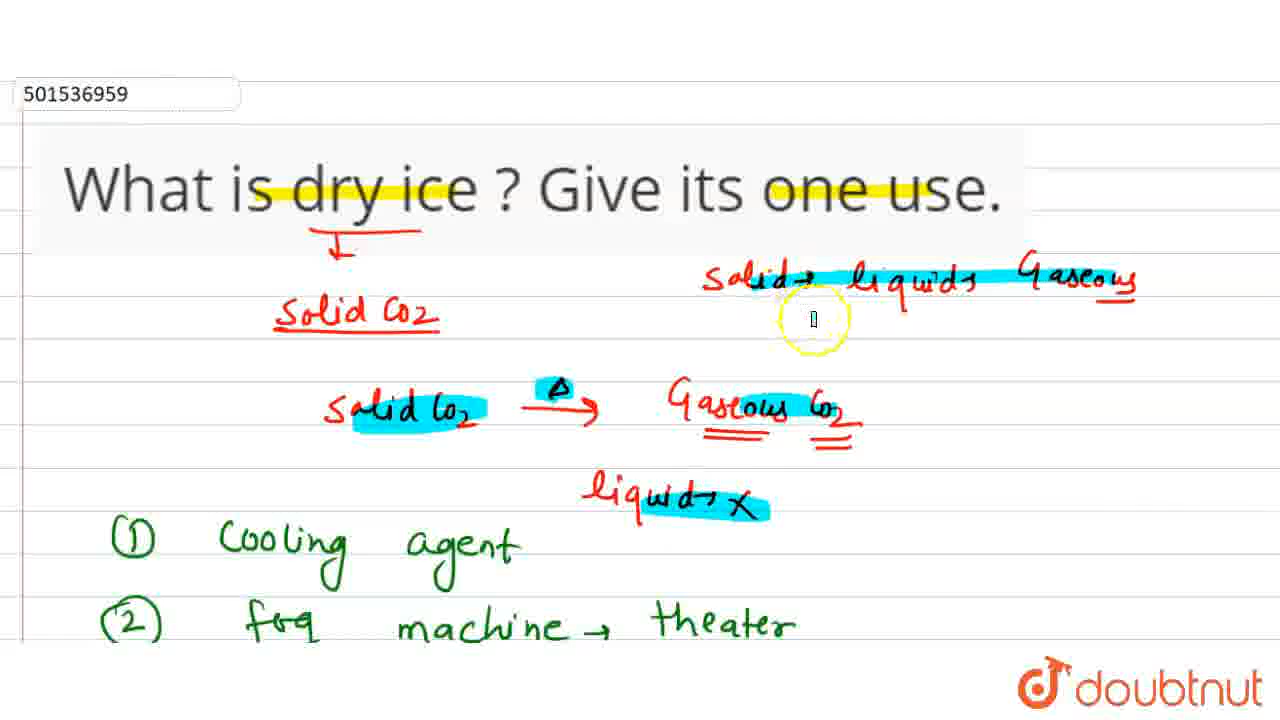 501536959
What is dry ice ? Give its one use.
Solid → liquid → Gaseous
Solid CO2
Solid CO2 Δ → Gaseous CO2
liquid → X
(1) Cooling agent
(2) fog machine → theater
doubtnut